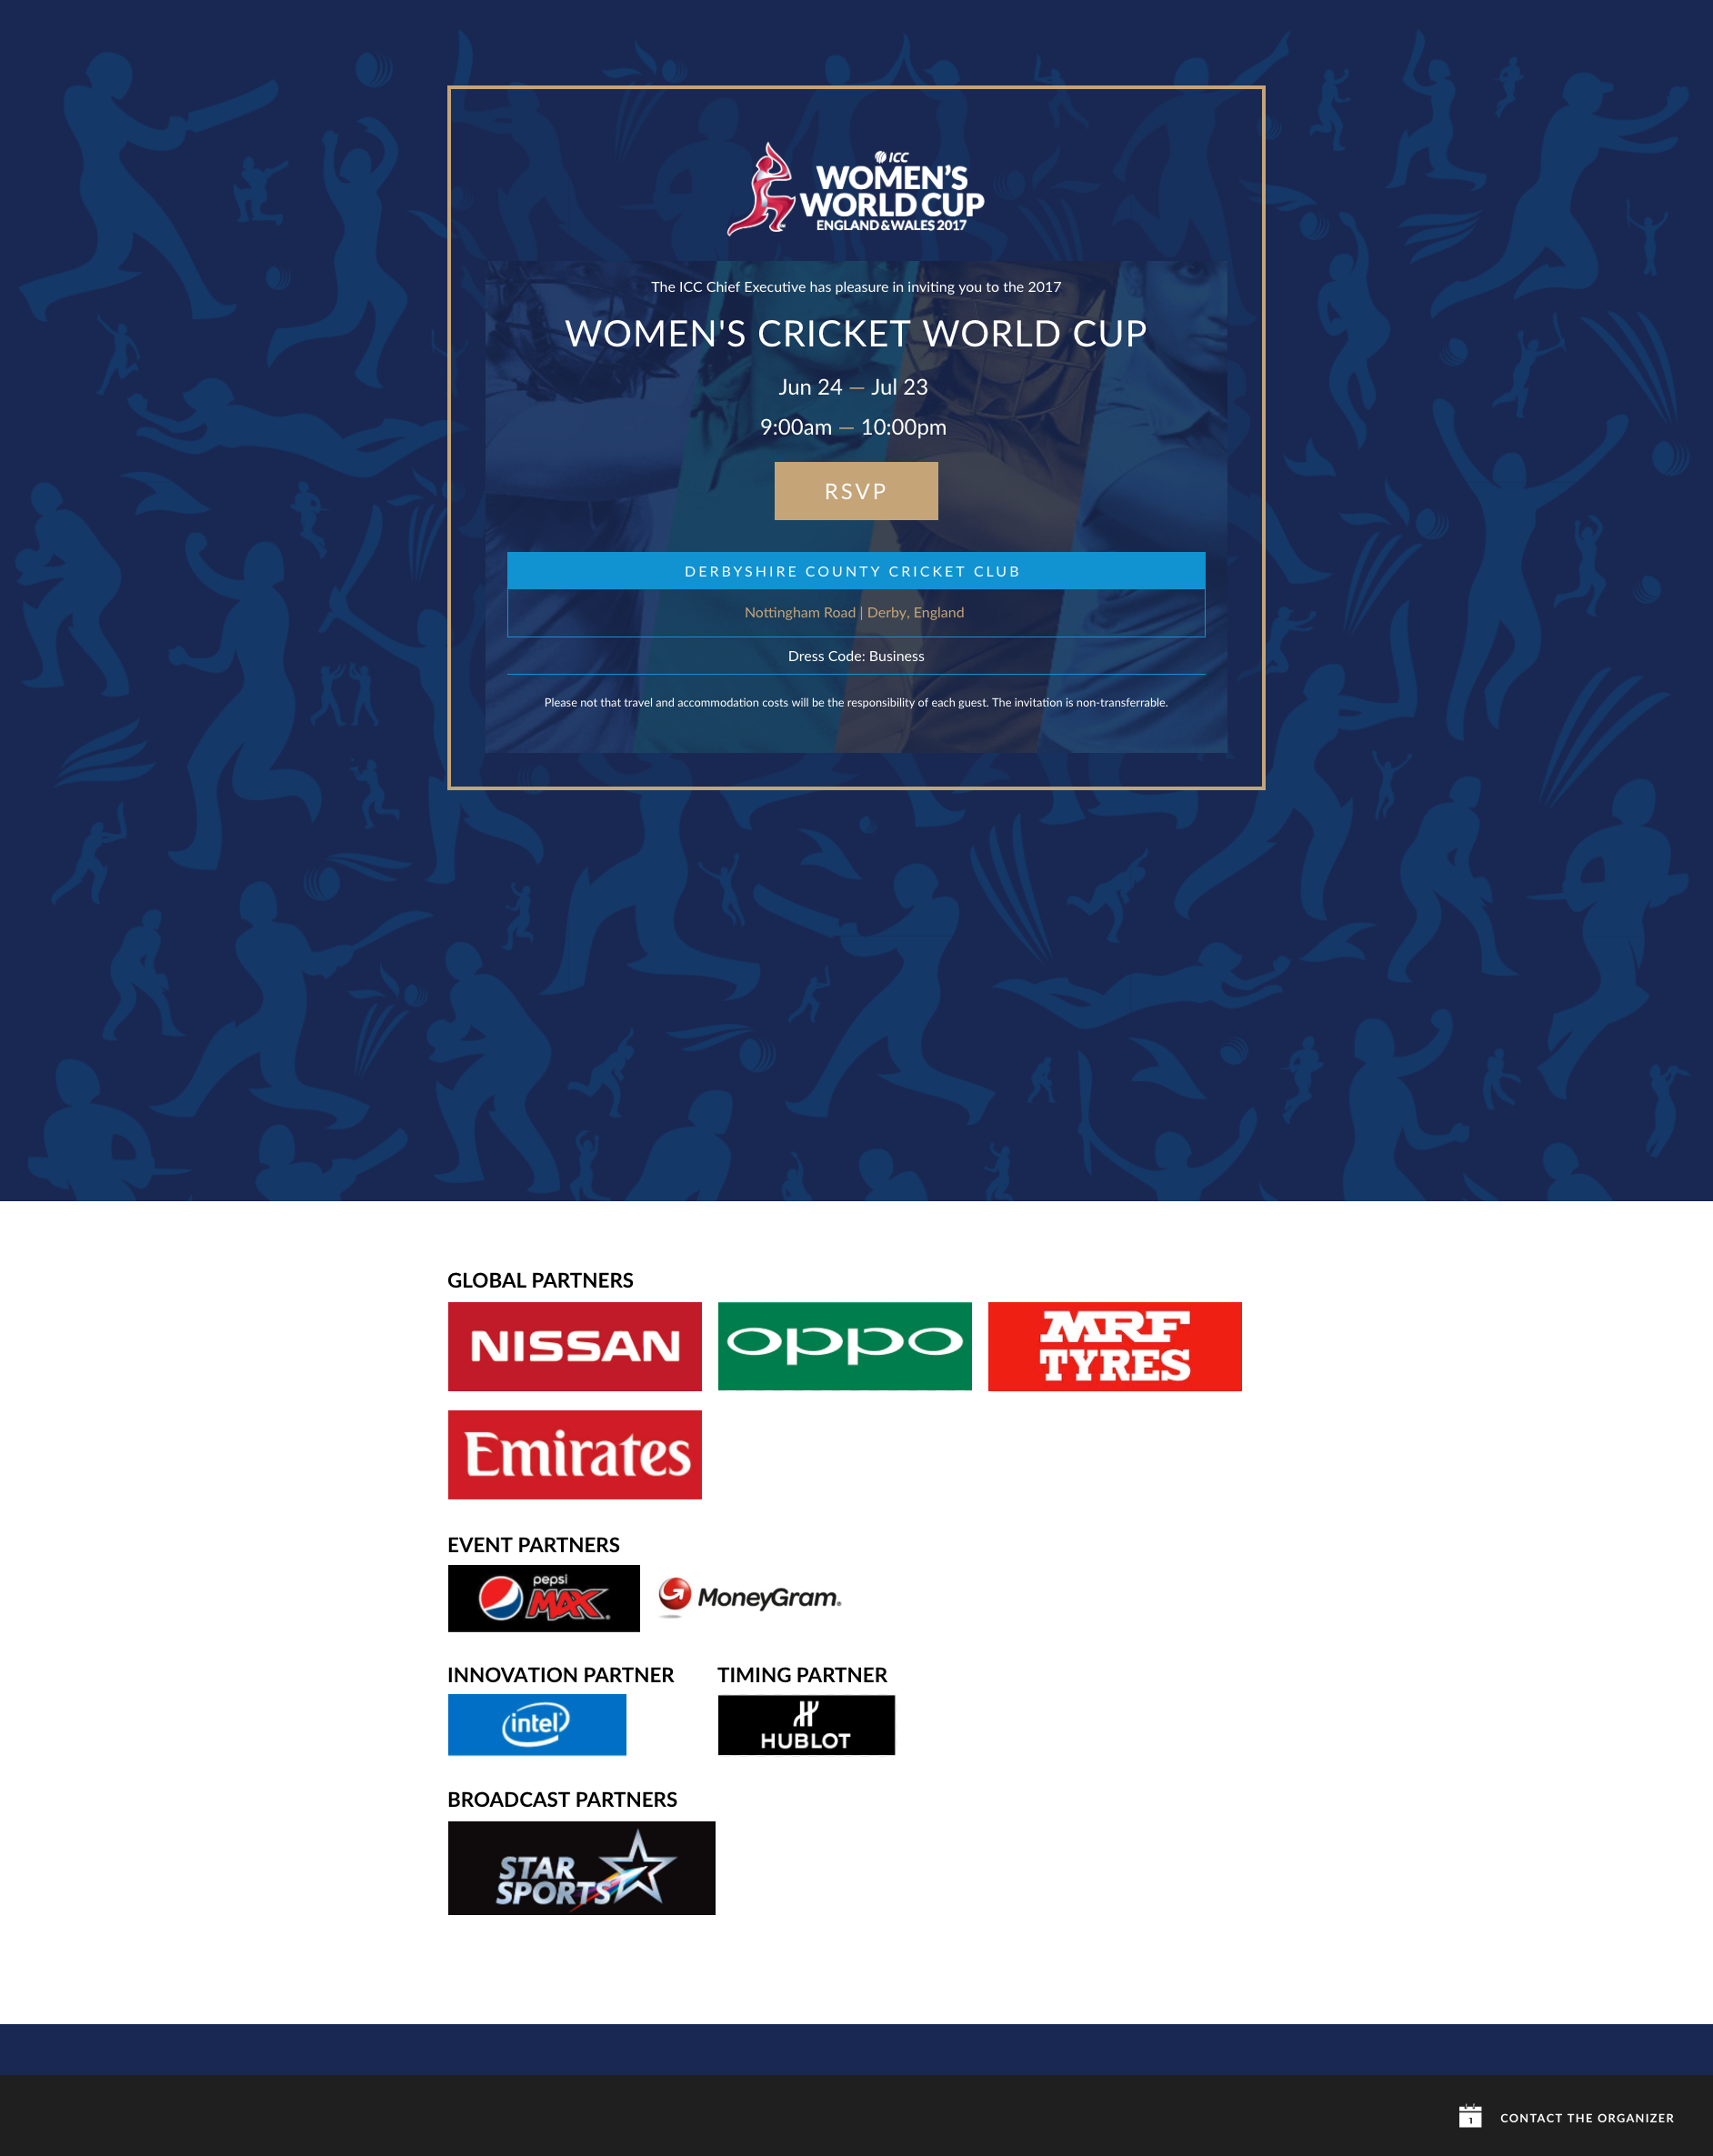 ICC
WOMEN'S
WORLD CUP
ENGLAND & WALES 2017
The ICC Chief Executive has pleasure in inviting you to the 2017
WOMEN'S CRICKET WORLD CUP
Jun 24 — Jul 23
9:00am — 10:00pm
RSVP
DERBYSHIRE COUNTY CRICKET CLUB
Nottingham Road | Derby, England
Dress Code: Business
Please not that travel and accommodation costs will be the responsibility of each guest. The invitation is non-transferrable.
GLOBAL PARTNERS
NISSAN
oppo
MRF
TYRES
Emirates
EVENT PARTNERS
pepsi
MAX
MoneyGram
INNOVATION PARTNER
intel
TIMING PARTNER
HUBLOT
BROADCAST PARTNERS
STAR
SPORTS
1
CONTACT THE ORGANIZER